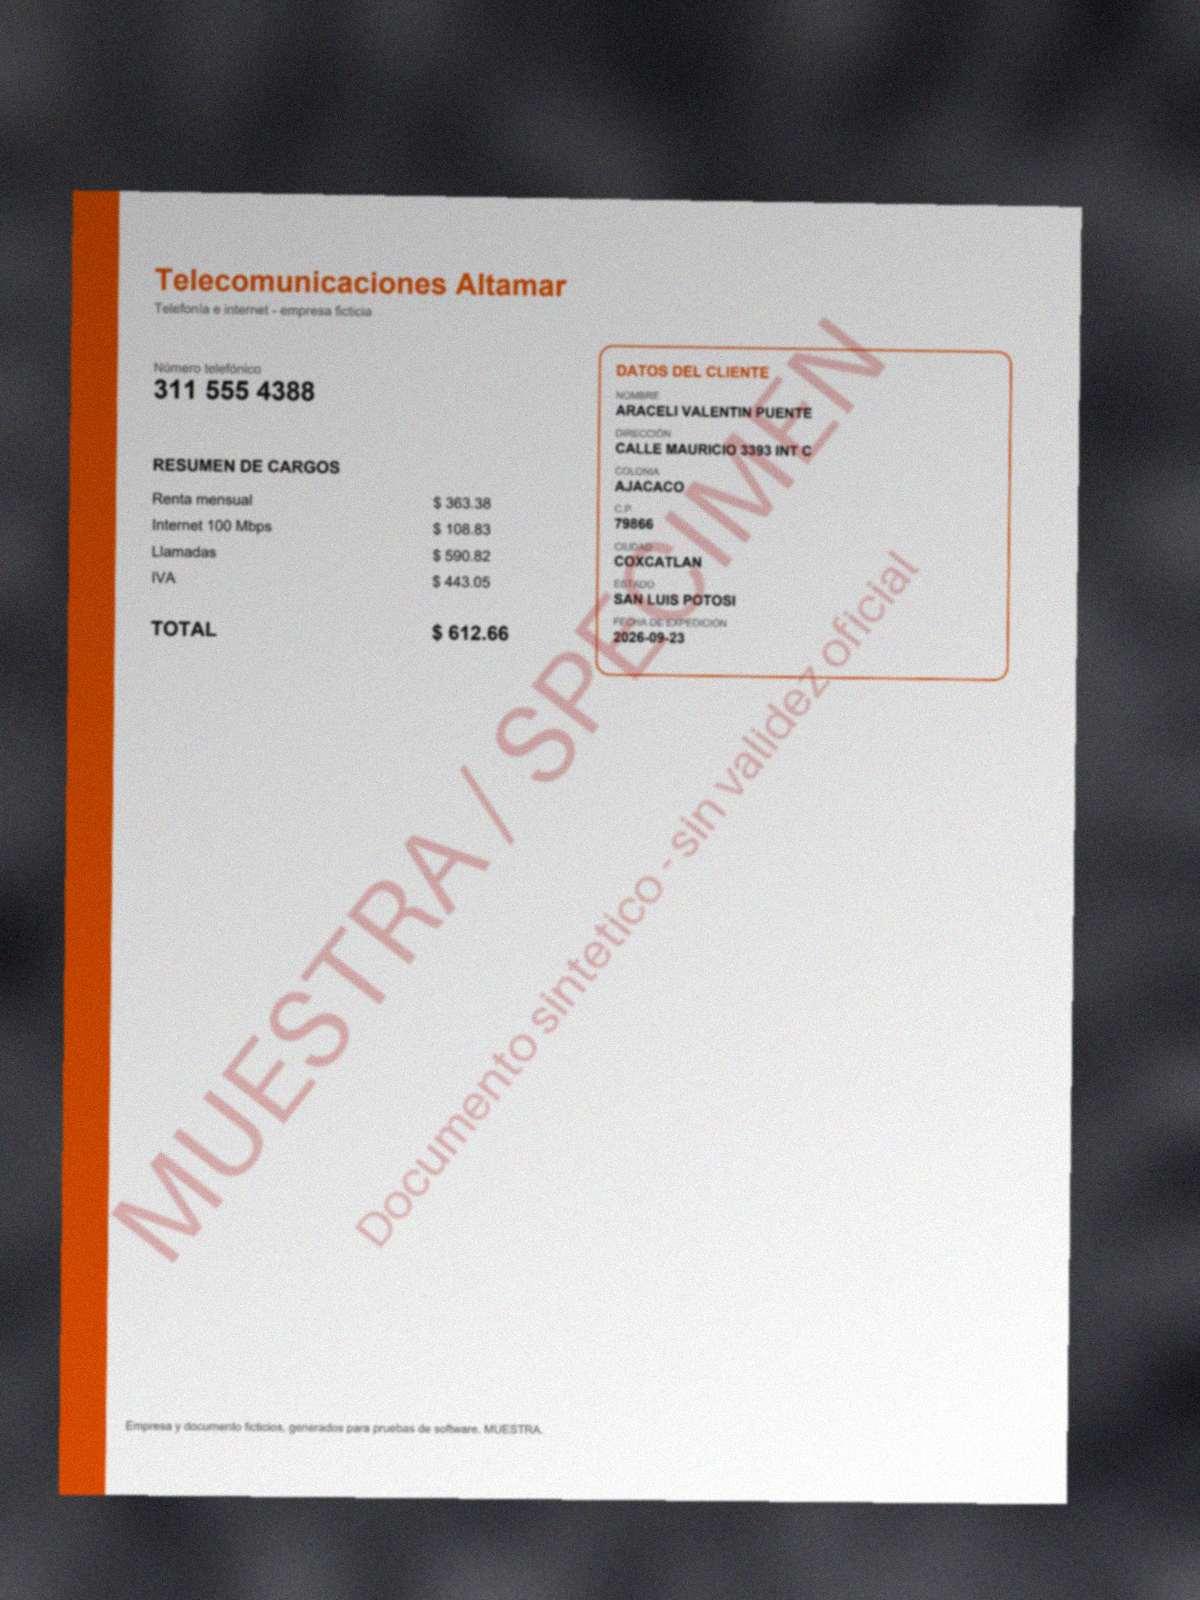 Telecomunicaciones Altamar
Telefonía e internet - empresa ficticia
Número telefónico
311 555 4388
RESUMEN DE CARGOS
Renta mensual $ 363.38
Internet 100 Mbps $ 108.83
Llamadas $ 590.82
IVA $ 443.05
TOTAL $ 612.66
DATOS DEL CLIENTE
NOMBRE
ARACELI VALENTIN PUENTE
DIRECCIÓN
CALLE MAURICIO 3393 INT C
COLONIA
AJACACO
C.P.
79866
CIUDAD
COXCATLAN
ESTADO
SAN LUIS POTOSI
FECHA DE EXPEDICIÓN
2026-09-23
MUESTRA / SPECIMEN
Documento sintetico - sin validez oficial
Empresa y documento ficticios, generados para pruebas de software. MUESTRA.